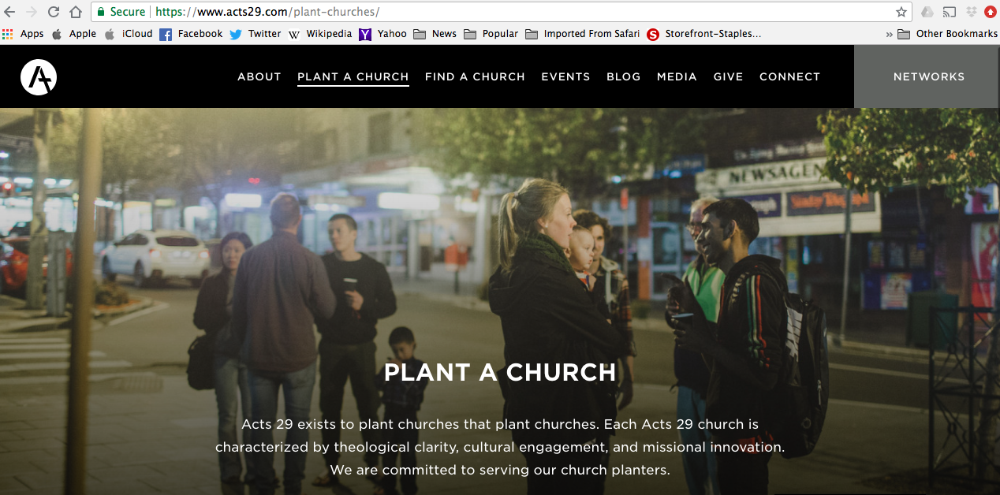 Secure https://www.acts29.com/plant-churches/
Apps Apple iCloud Facebook Twitter Wikipedia Yahoo News Popular Imported From Safari Storefront-Staples... » Other Bookmarks
ABOUT PLANT A CHURCH FIND A CHURCH EVENTS BLOG MEDIA GIVE CONNECT NETWORKS
NEWSAGEN
PLANT A CHURCH
Acts 29 exists to plant churches that plant churches. Each Acts 29 church is
characterized by theological clarity, cultural engagement, and missional innovation.
We are committed to serving our church planters.